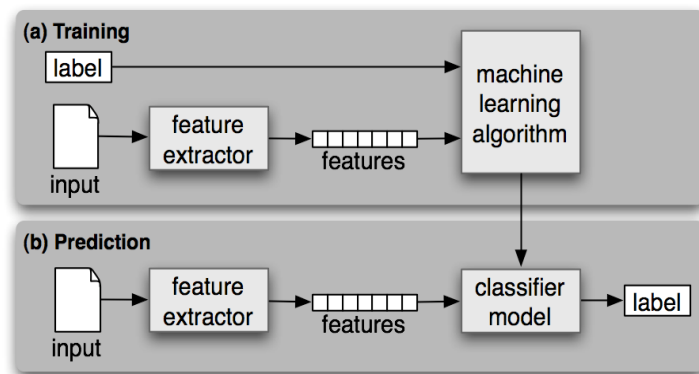 (a) Training
label
machine
learning
algorithm
feature
extractor
features
input
(b) Prediction
feature
extractor
features
classifier
model
label
input